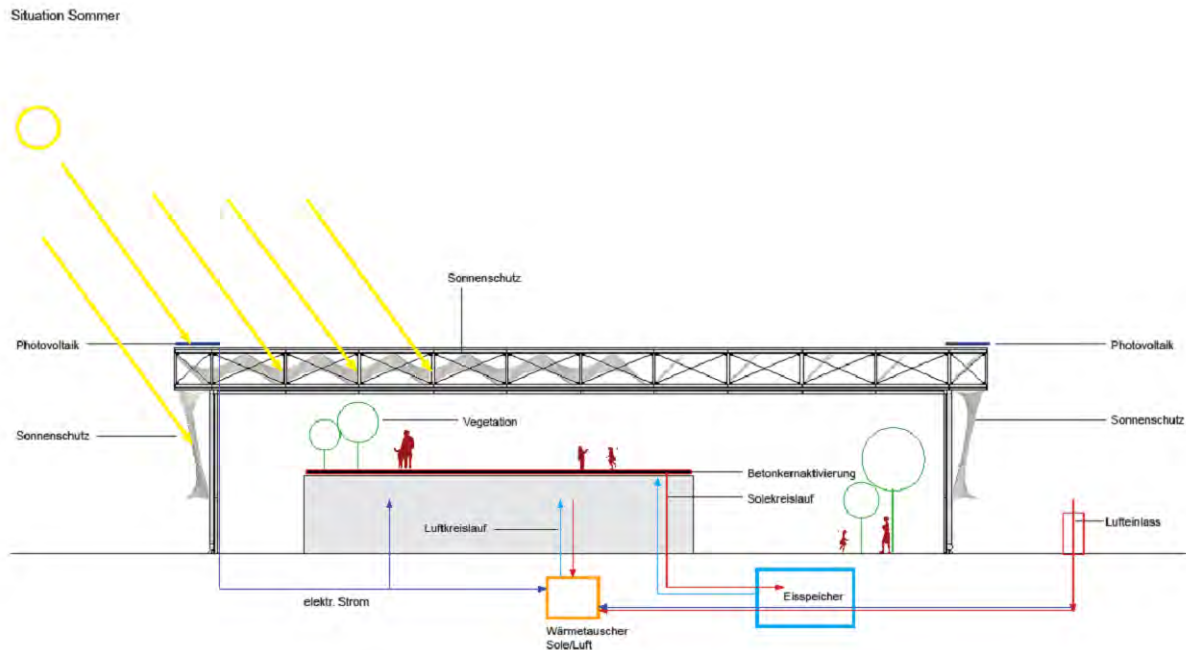 Situation Sommer
Sonnenschutz
Photovoltaik
Photovoltaik
Sonnenschutz
Vegetation
Sonnenschutz
Betonkernaktivierung
Solekreislauf
Luftkreislauf
Lufteinlass
elektr. Strom
Eisspeicher
Wärmetauscher
Sole/Luft